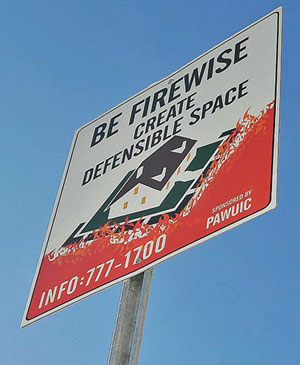 BE FIREWISE
CREATE
DEFENSIBLE SPACE
SPONSORED BY
PAWUIC
INFO: 777-1700